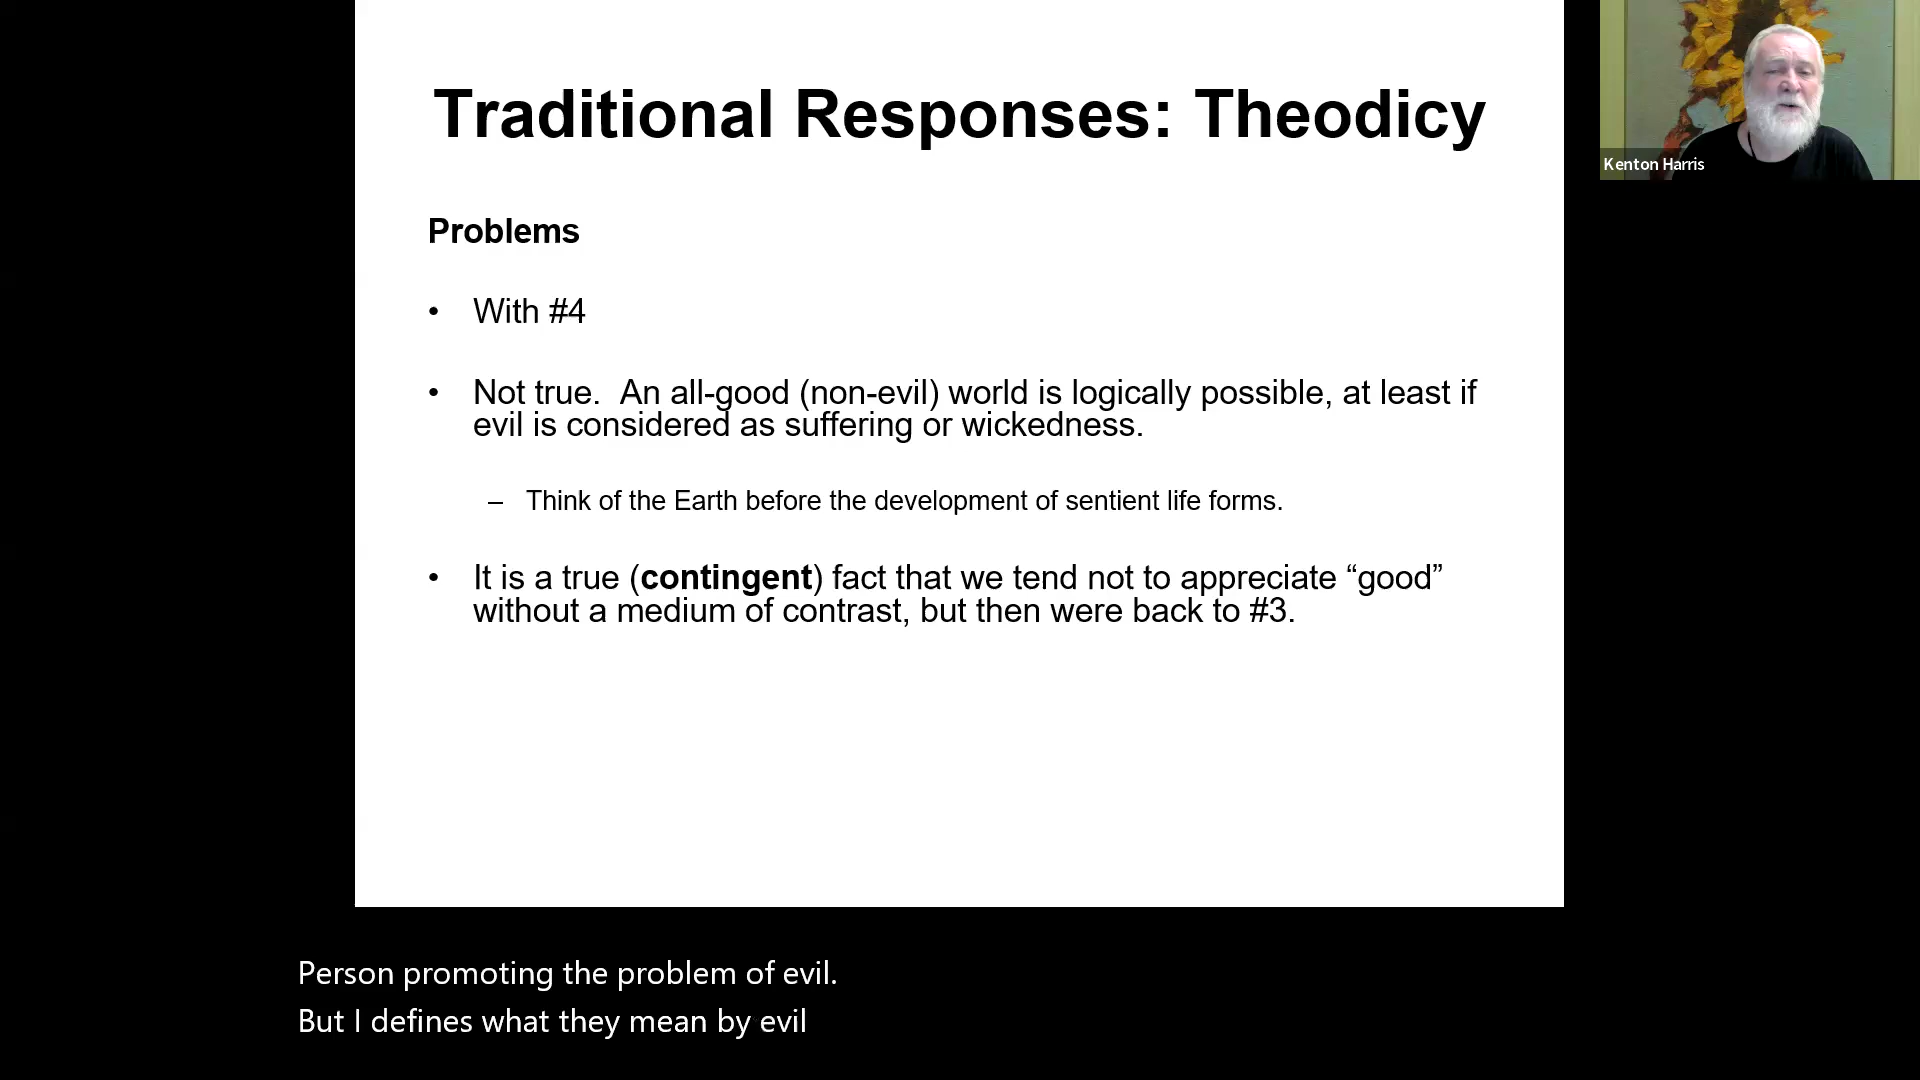 Traditional Responses: Theodicy
Kenton Harris
Problems
• With #4
• Not true.  An all-good (non-evil) world is logically possible, at least if
evil is considered as suffering or wickedness.
– Think of the Earth before the development of sentient life forms.
• It is a true (contingent) fact that we tend not to appreciate “good”
without a medium of contrast, but then were back to #3.
Person promoting the problem of evil.
But I defines what they mean by evil